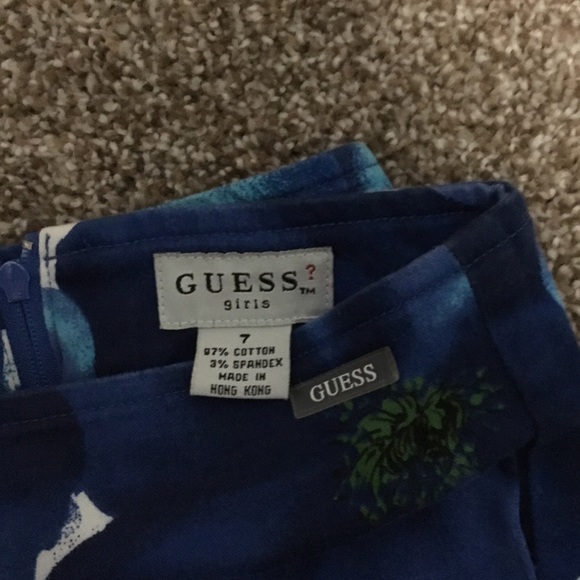 GUESS?™
girls
7
97% COTTON
3% SPANDEX
MADE IN
HONG KONG
GUESS